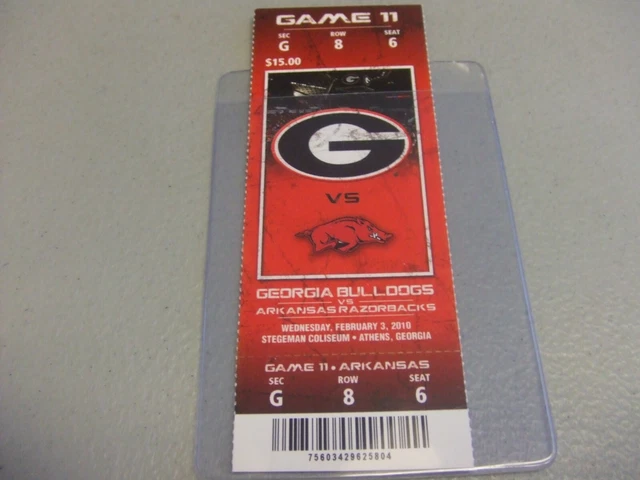 GAME 11
SEC ROW SEAT
G 8 6
$15.00
G
G
VS
GEORGIA BULLDOGS
VS
ARKANSAS RAZORBACKS
WEDNESDAY, FEBRUARY 3, 2010
STEGEMAN COLISEUM • ATHENS, GEORGIA
GAME 11 • ARKANSAS
SEC ROW SEAT
G 8 6
75603429625804